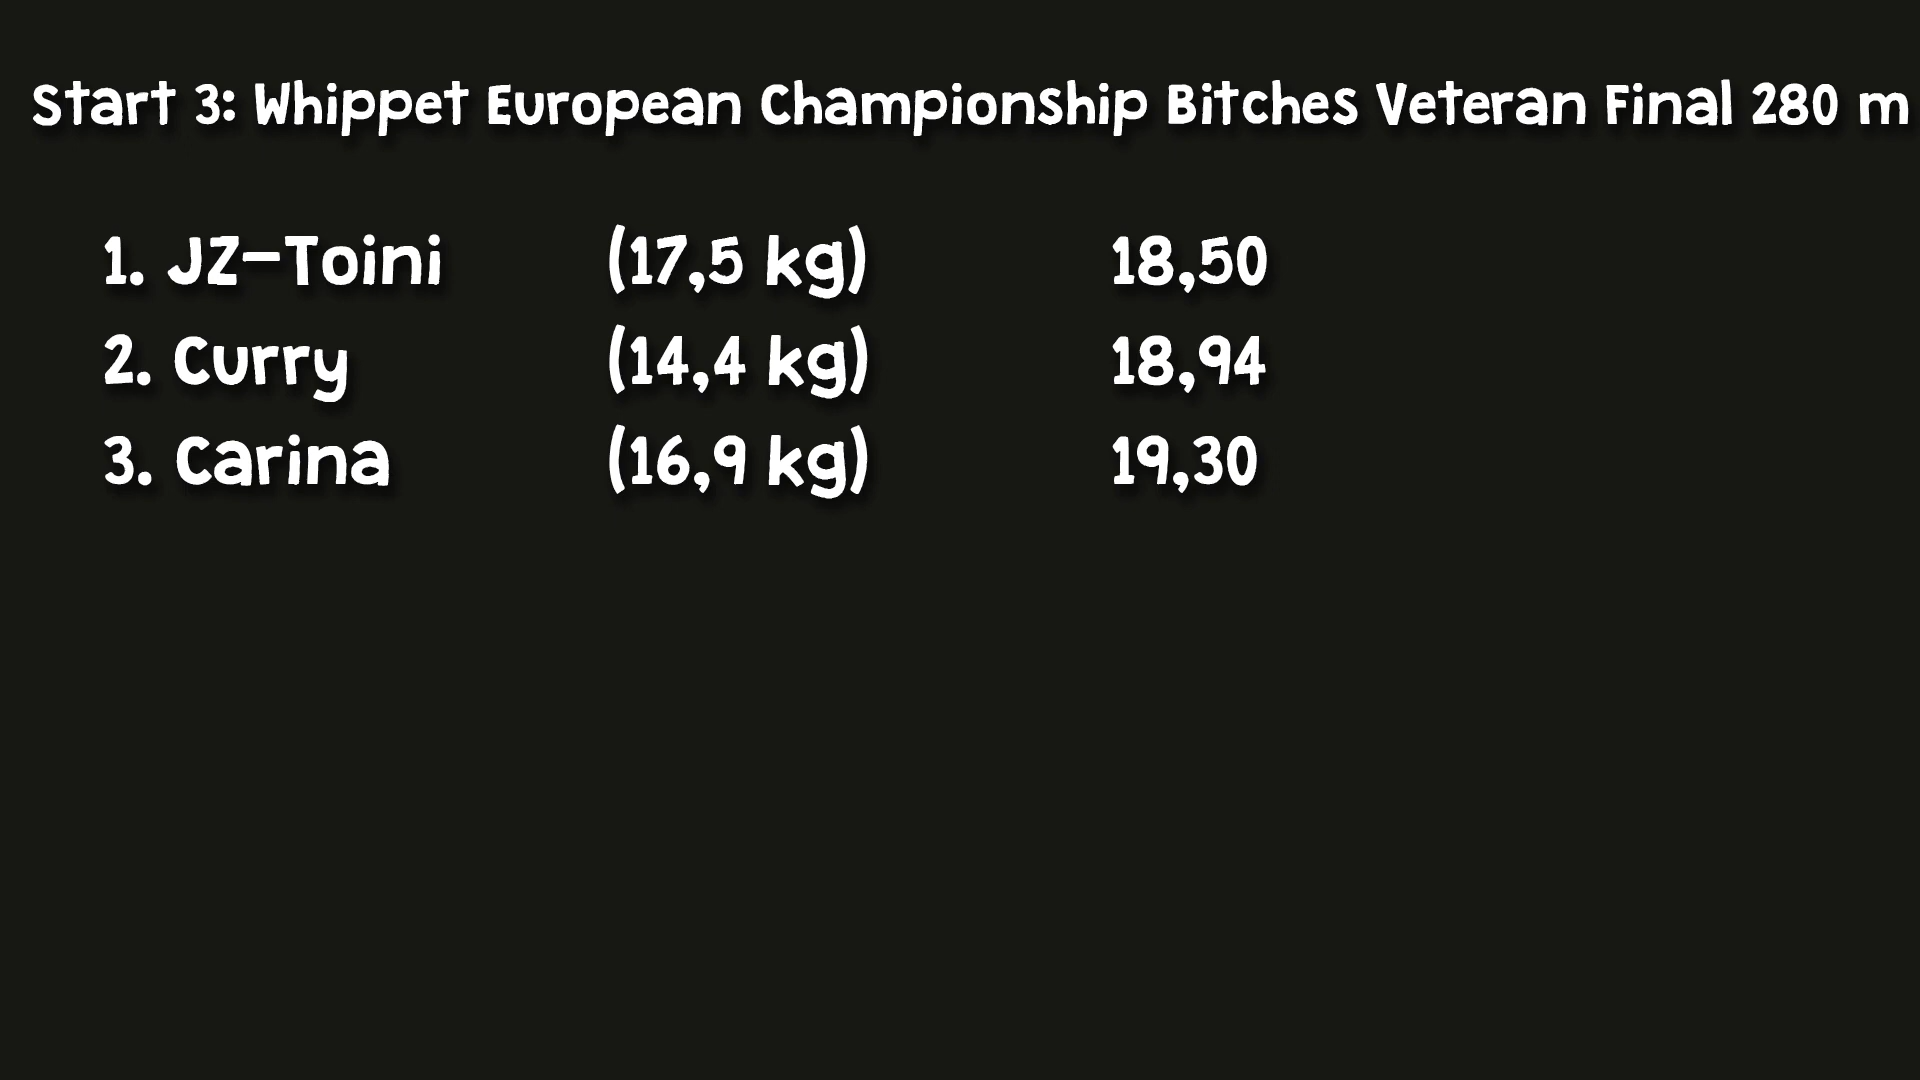 Start 3: Whippet European Championship Bitches Veteran Final 280 m
1. JZ-Toini (17,5 kg) 18,50
2. Curry (14,4 kg) 18,94
3. Carina (16,9 kg) 19,30